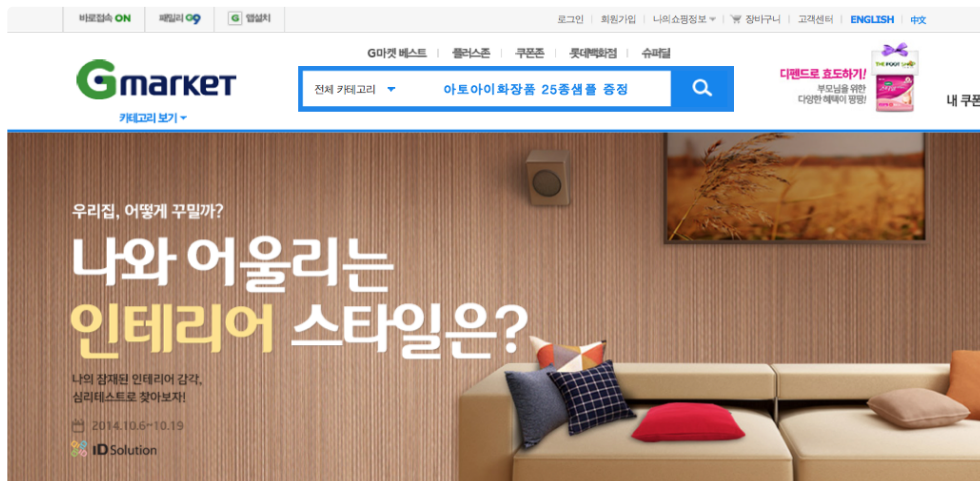 바로접속 ON
패밀리 G9
G 앱설치
로그인
회원가입
나의쇼핑정보
장바구니
고객센터
ENGLISH
中文
G마켓 베스트
플러스존
쿠폰존
롯데백화점
슈퍼딜
Gmarket
전체 카테고리
아토아이화장품 25종샘플 증정
디펜드로 효도하기!
부모님을 위한
다양한 혜택이 팡팡!
THE FOOT SHOP
내 쿠폰
카테고리 보기
우리집, 어떻게 꾸밀까?
나와 어울리는
인테리어 스타일은?
나의 잠재된 인테리어 감각,
심리테스트로 찾아보자!
2014.10.6~10.19
iD Solution